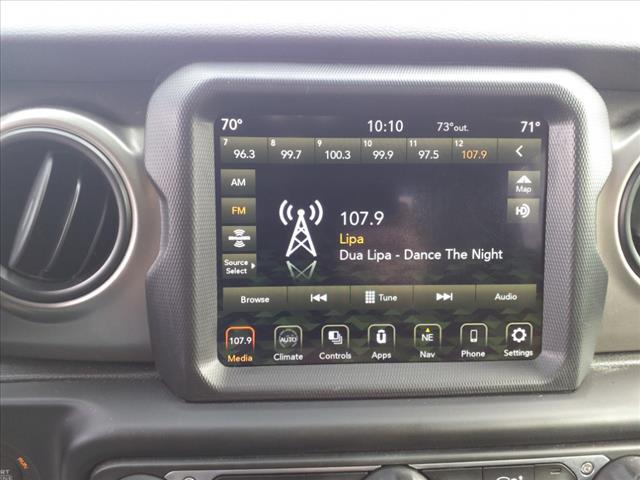 70° 10:10 73° out. 71°
7 96.3 8 99.7 9 100.3 10 99.9 11 97.5 12 107.9
AM
Map
FM
HD
107.9
Lipa
Dua Lipa - Dance The Night
Source
Select
Browse Tune Audio
107.9 AUTO NE
Media Climate Controls Apps Nav Phone Settings
RUN